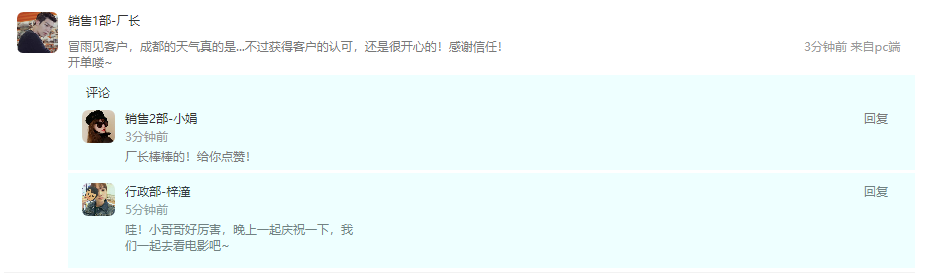 销售1部-厂长
冒雨见客户，成都的天气真的是...不过获得客户的认可，还是很开心的！感谢信任！
3分钟前 来自pc端
开单喽~
评论
销售2部-小娟
回复
3分钟前
厂长棒棒的！给你点赞！
行政部-梓潼
回复
5分钟前
哇！小哥哥好厉害，晚上一起庆祝一下，我
们一起去看电影吧~